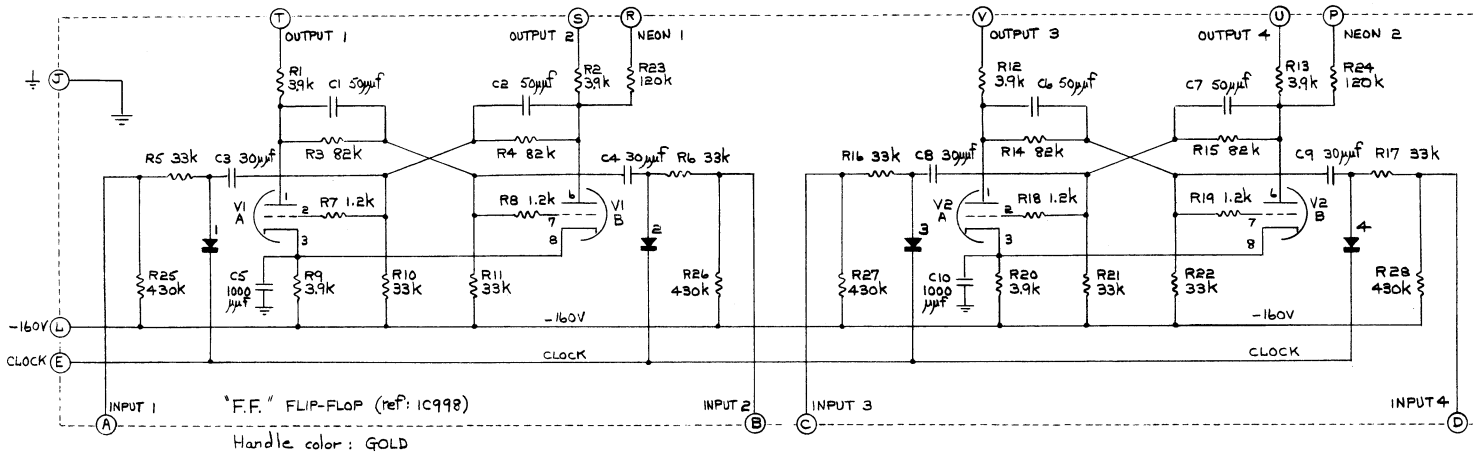 T
S
R
V
U
P
OUTPUT 1
OUTPUT 2
NEON 1
OUTPUT 3
OUTPUT 4
NEON 2
J
R1
3.9k
C1 50µµf
C2 50µµf
R2
3.9k
R23
120k
R12
3.9k
C6 50µµf
C7 50µµf
R13
3.9k
R24
120k
R3 82k
R4 82k
R14 82k
R15 82k
R5 33k
C3 30µµf
C4 30µµf
R6 33k
R16 33k
C8 30µµf
C9 30µµf
R17 33k
V1
A
1
2
3
R7 1.2k
R8 1.2k
6
7
8
V1
B
V2
A
1
2
3
R18 1.2k
R19 1.2k
6
7
8
V2
B
1
2
3
4
R25
430k
C5
1000
µµf
R9
3.9k
R10
33k
R11
33k
R26
430k
R27
430k
C10
1000
µµf
R20
3.9k
R21
33k
R22
33k
R28
430k
-160V L
-160V
-160V
CLOCK E
CLOCK
CLOCK
INPUT 1
"F.F." FLIP-FLOP (ref: 1C998)
INPUT 2
INPUT 3
INPUT 4
A
B
C
D
Handle color: GOLD